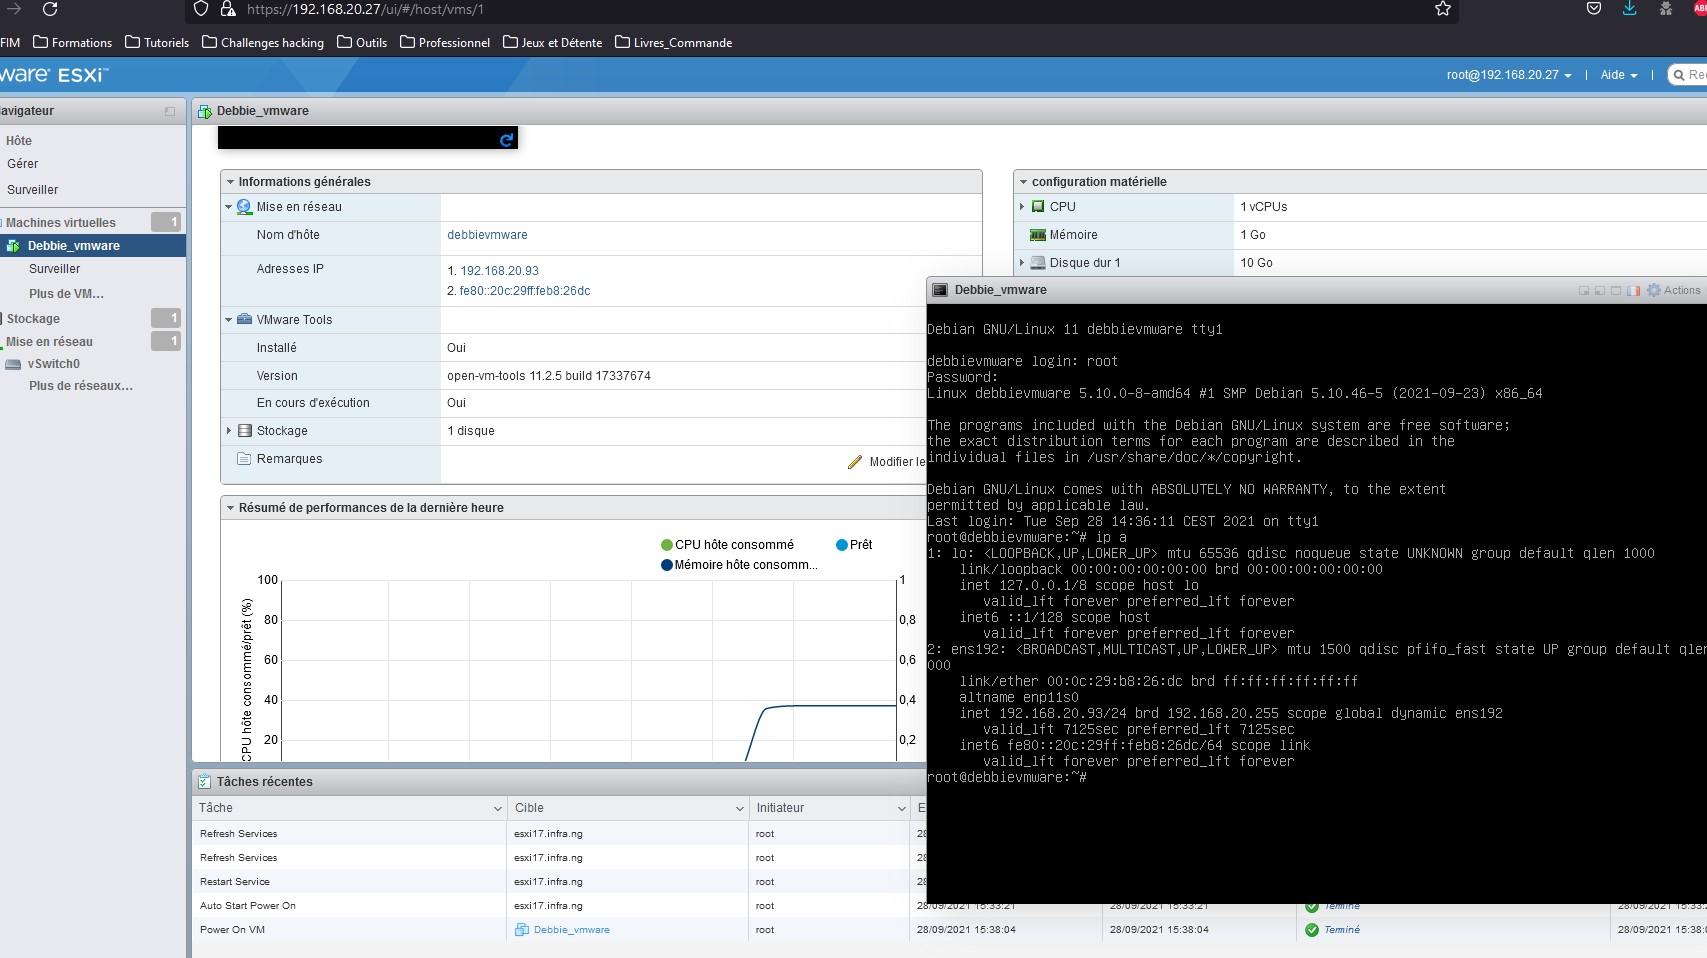 https://192.168.20.27/ui/#/host/vms/1
FIM Formations Tutoriels Challenges hacking Outils Professionnel Jeux et Détente Livres_Commande
ware® ESXi™
root@192.168.20.27 | Aide | Rec
avigateur
Hôte
Gérer
Surveiller
Machines virtuelles 1
Debbie_vmware
Surveiller
Plus de VM...
Stockage 1
Mise en réseau 1
vSwitch0
Plus de réseaux...
Debbie_vmware
Informations générales
Mise en réseau
Nom d'hôte debbievmware
Adresses IP 1. 192.168.20.93
2. fe80::20c:29ff:feb8:26dc
VMware Tools
Installé Oui
Version open-vm-tools 11.2.5 build 17337674
En cours d'exécution Oui
Stockage 1 disque
Remarques
Modifier le
configuration matérielle
CPU 1 vCPUs
Mémoire 1 Go
Disque dur 1 10 Go
Résumé de performances de la dernière heure
CPU hôte consommé Prêt
Mémoire hôte consomm...
CPU hôte consommé/prêt (%)
100 1
80 0,8
60 0,6
40 0,4
20 0,2
Debbie_vmware Actions
Debian GNU/Linux 11 debbievmware tty1
debbievmware login: root
Password:
Linux debbievmware 5.10.0-8-amd64 #1 SMP Debian 5.10.46-5 (2021-09-23) x86_64
The programs included with the Debian GNU/Linux system are free software;
the exact distribution terms for each program are described in the
individual files in /usr/share/doc/*/copyright.
Debian GNU/Linux comes with ABSOLUTELY NO WARRANTY, to the extent
permitted by applicable law.
Last login: Tue Sep 28 14:36:11 CEST 2021 on tty1
root@debbievmware:~# ip a
1: lo: <LOOPBACK,UP,LOWER_UP> mtu 65536 qdisc noqueue state UNKNOWN group default qlen 1000
link/loopback 00:00:00:00:00:00 brd 00:00:00:00:00:00
inet 127.0.0.1/8 scope host lo
valid_lft forever preferred_lft forever
inet6 ::1/128 scope host
valid_lft forever preferred_lft forever
2: ens192: <BROADCAST,MULTICAST,UP,LOWER_UP> mtu 1500 qdisc pfifo_fast state UP group default qlen
000
link/ether 00:0c:29:b8:26:dc brd ff:ff:ff:ff:ff:ff
altname enp11s0
inet 192.168.20.93/24 brd 192.168.20.255 scope global dynamic ens192
valid_lft 7125sec preferred_lft 7125sec
inet6 fe80::20c:29ff:feb8:26dc/64 scope link
valid_lft forever preferred_lft forever
root@debbievmware:~#
Tâches récentes
Tâche Cible Initiateur E
Refresh Services esxi17.infra.ng root 28
Refresh Services esxi17.infra.ng root 28
Restart Service esxi17.infra.ng root 28
Auto Start Power On esxi17.infra.ng root 28/09/2021 15:33:21 28/09/2021 15:33:21 Terminé 28/09/2021 15:33:
Power On VM Debbie_vmware root 28/09/2021 15:38:04 28/09/2021 15:38:04 Terminé 28/09/2021 15:38:0